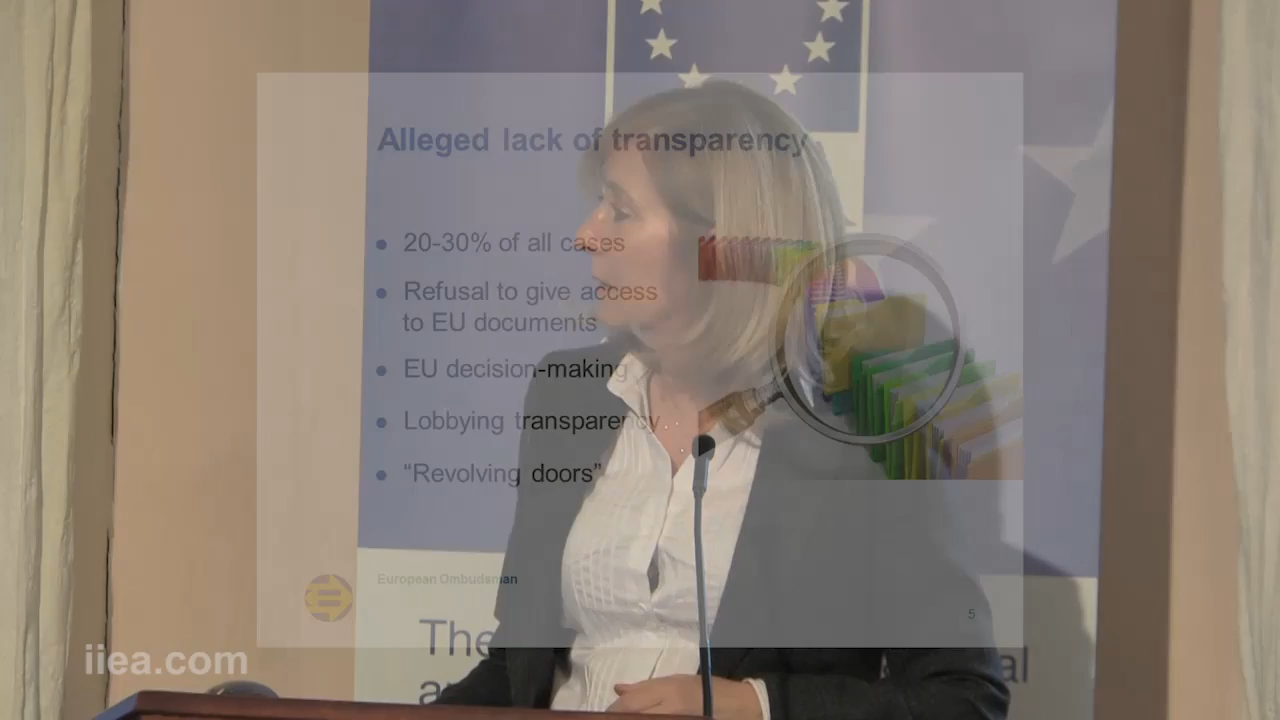 Alleged lack of transparency
20-30% of all cases
Refusal to give access
to EU documents
EU decision-making
Lobbying transparency
“Revolving doors”
European Ombudsman
5
The
iiea.com